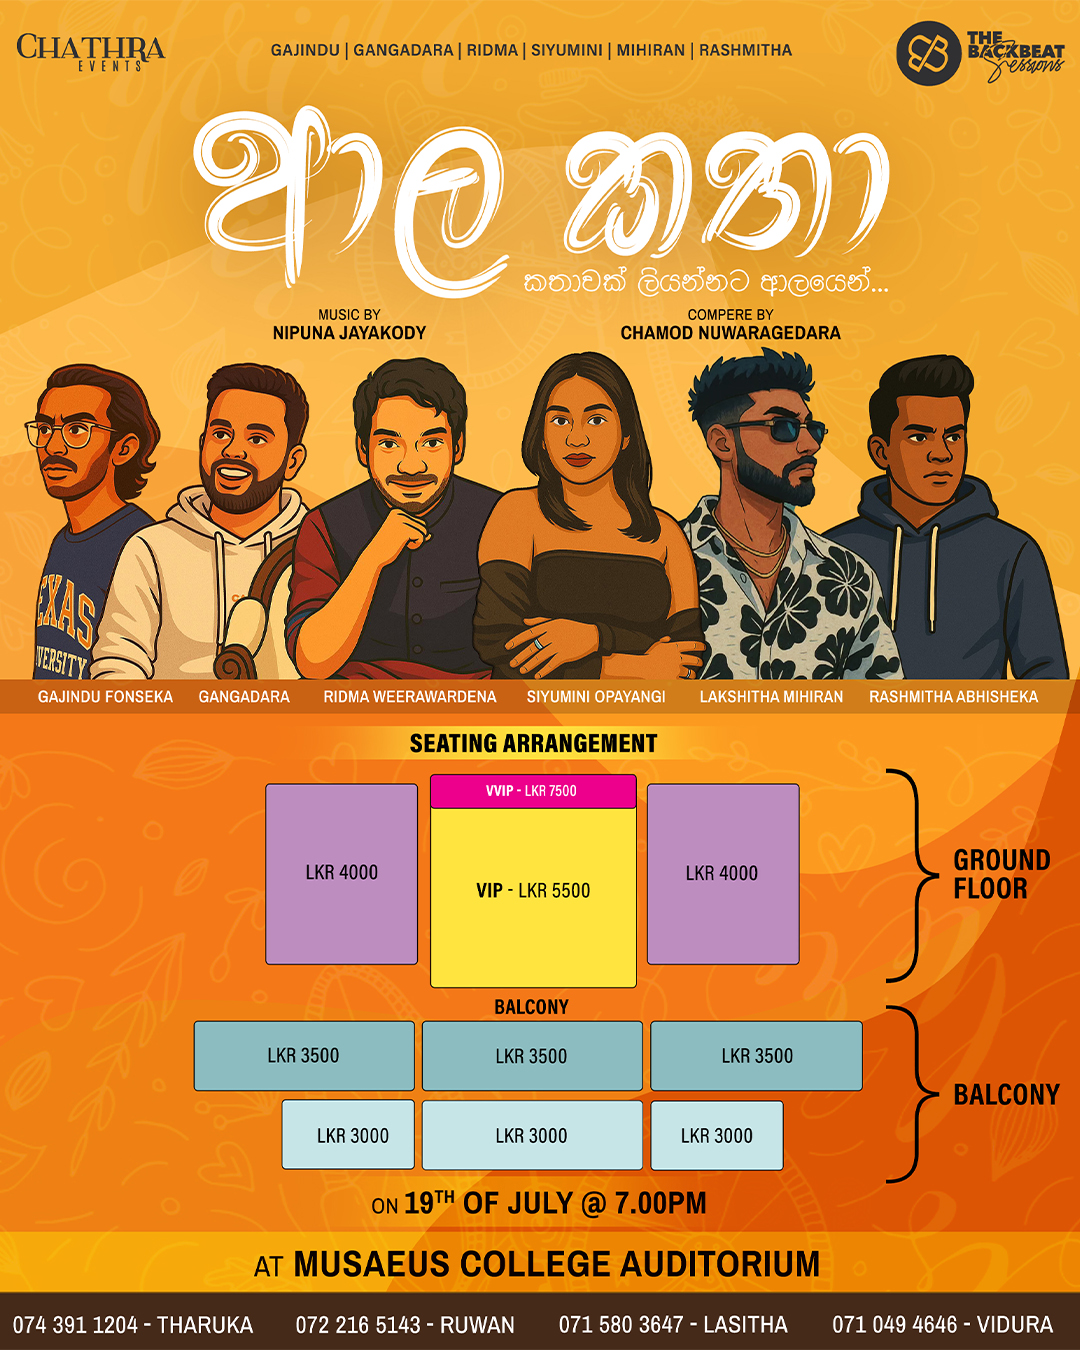 CHATHRA
EVENTS
GAJINDU | GANGADARA | RIDMA | SIYUMINI | MIHIRAN | RASHMITHA
THE
BACKBEAT
Sessions
ආල කතා
කතාවක් ලියන්නට ආලයෙන්...
MUSIC BY
NIPUNA JAYAKODY
COMPERE BY
CHAMOD NUWARAGEDARA
EXAS
VERSITY
GAJINDU FONSEKA
GANGADARA
RIDMA WEERAWARDENA
SIYUMINI OPAYANGI
LAKSHITHA MIHIRAN
RASHMITHA ABHISHEKA
SEATING ARRANGEMENT
VVIP - LKR 7500
LKR 4000
VIP - LKR 5500
LKR 4000
GROUND
FLOOR
BALCONY
LKR 3500
LKR 3500
LKR 3500
BALCONY
LKR 3000
LKR 3000
LKR 3000
ON 19TH OF JULY @ 7.00PM
AT MUSAEUS COLLEGE AUDITORIUM
074 391 1204 - THARUKA
072 216 5143 - RUWAN
071 580 3647 - LASITHA
071 049 4646 - VIDURA